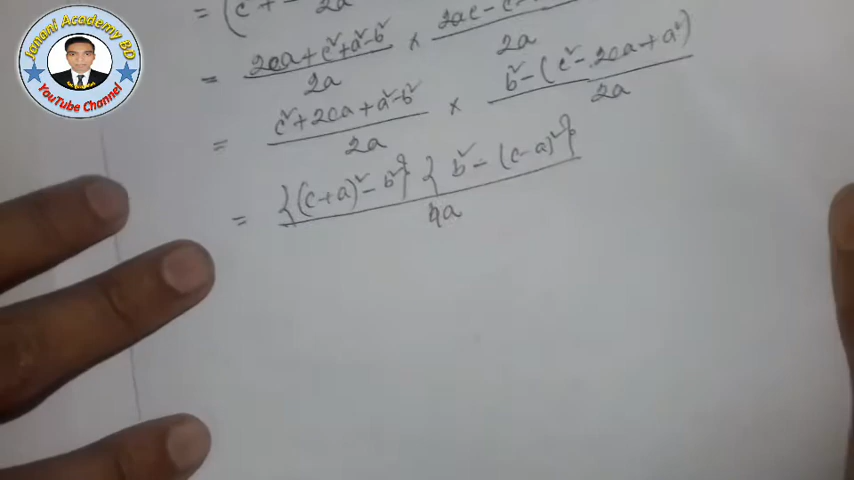 Janani Academy BD
YouTube Channel
= (c + - 2a
= 2ca + c² + a² - b² / 2a × 2ac - c² / 2a
= c² + 2ca + a² - b² / 2a × b² - (c² - 2ca + a²) / 2a
= {(c+a)² - b²} {b² - (c-a)²} / 4a